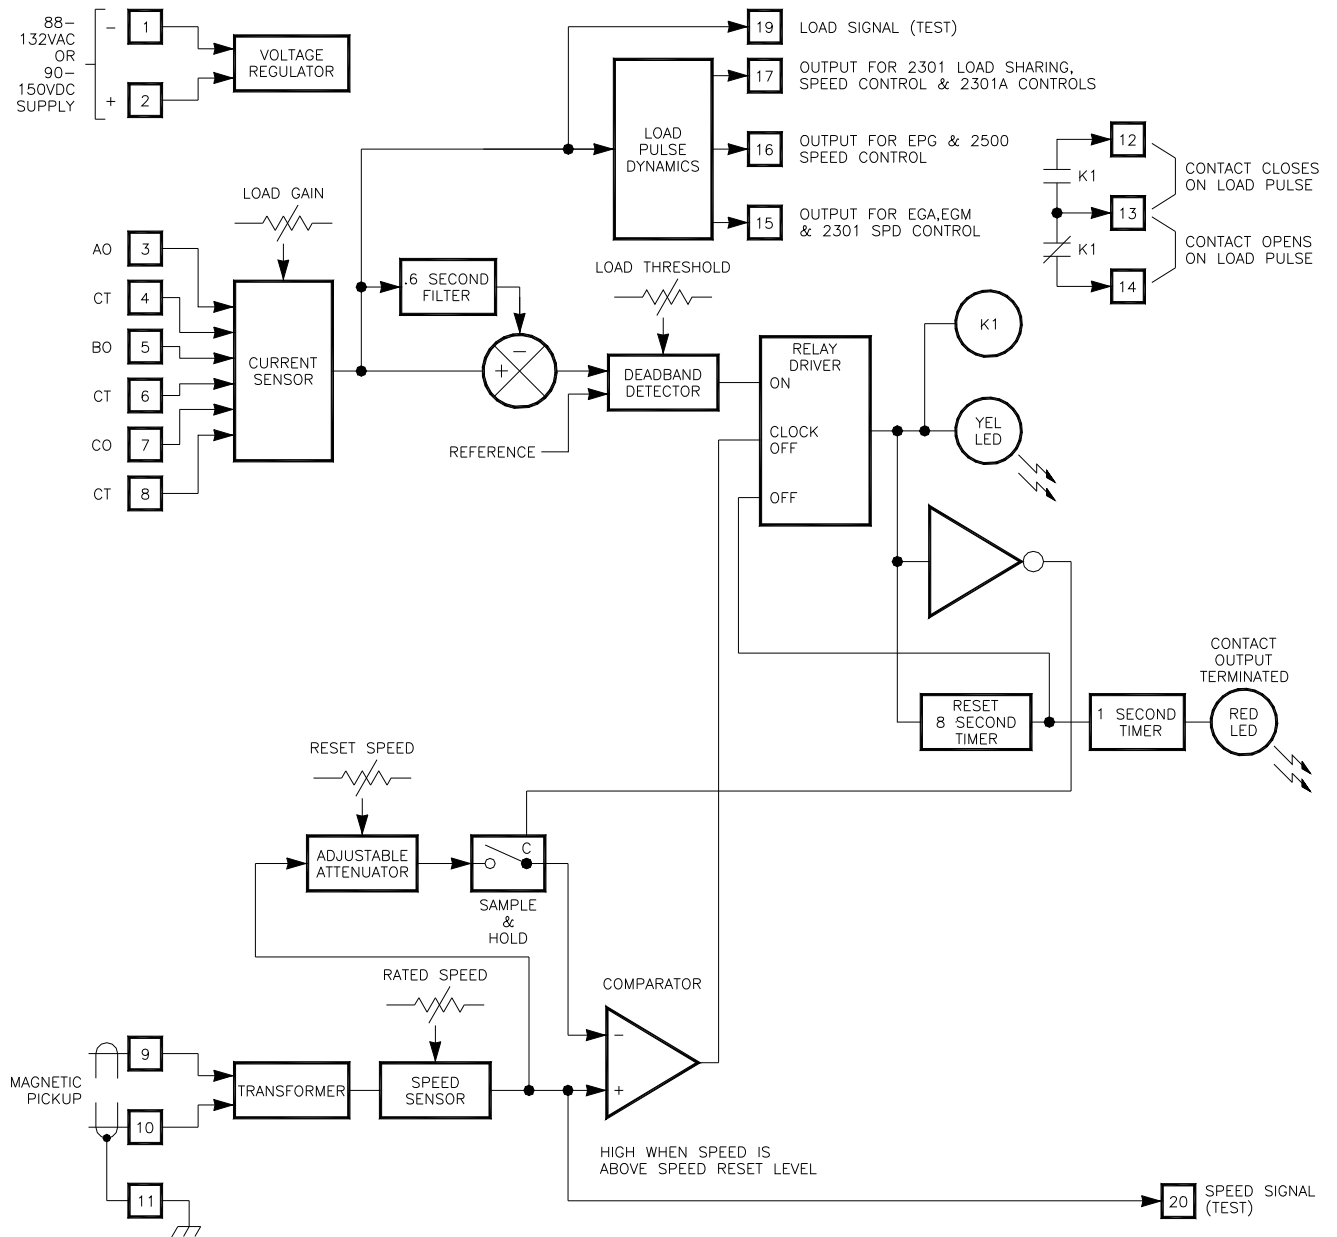 88-
132VAC
OR
90-
150VDC
SUPPLY
-
+
1
2
VOLTAGE
REGULATOR
19
LOAD SIGNAL (TEST)
17
OUTPUT FOR 2301 LOAD SHARING,
SPEED CONTROL & 2301A CONTROLS
LOAD
PULSE
DYNAMICS
16
OUTPUT FOR EPG & 2500
SPEED CONTROL
15
OUTPUT FOR EGA,EGM
& 2301 SPD CONTROL
12
K1
13
K1
14
CONTACT CLOSES
ON LOAD PULSE
CONTACT OPENS
ON LOAD PULSE
LOAD GAIN
AO
3
CT
4
BO
5
CT
6
CO
7
CT
8
CURRENT
SENSOR
.6 SECOND
FILTER
-
+
LOAD THRESHOLD
DEADBAND
DETECTOR
REFERENCE
RELAY
DRIVER
ON
CLOCK
OFF
OFF
K1
YEL
LED
RESET
8 SECOND
TIMER
1 SECOND
TIMER
CONTACT
OUTPUT
TERMINATED
RED
LED
RESET SPEED
ADJUSTABLE
ATTENUATOR
C
SAMPLE
&
HOLD
RATED SPEED
COMPARATOR
-
+
MAGNETIC
PICKUP
9
10
11
TRANSFORMER
SPEED
SENSOR
HIGH WHEN SPEED IS
ABOVE SPEED RESET LEVEL
20
SPEED SIGNAL
(TEST)